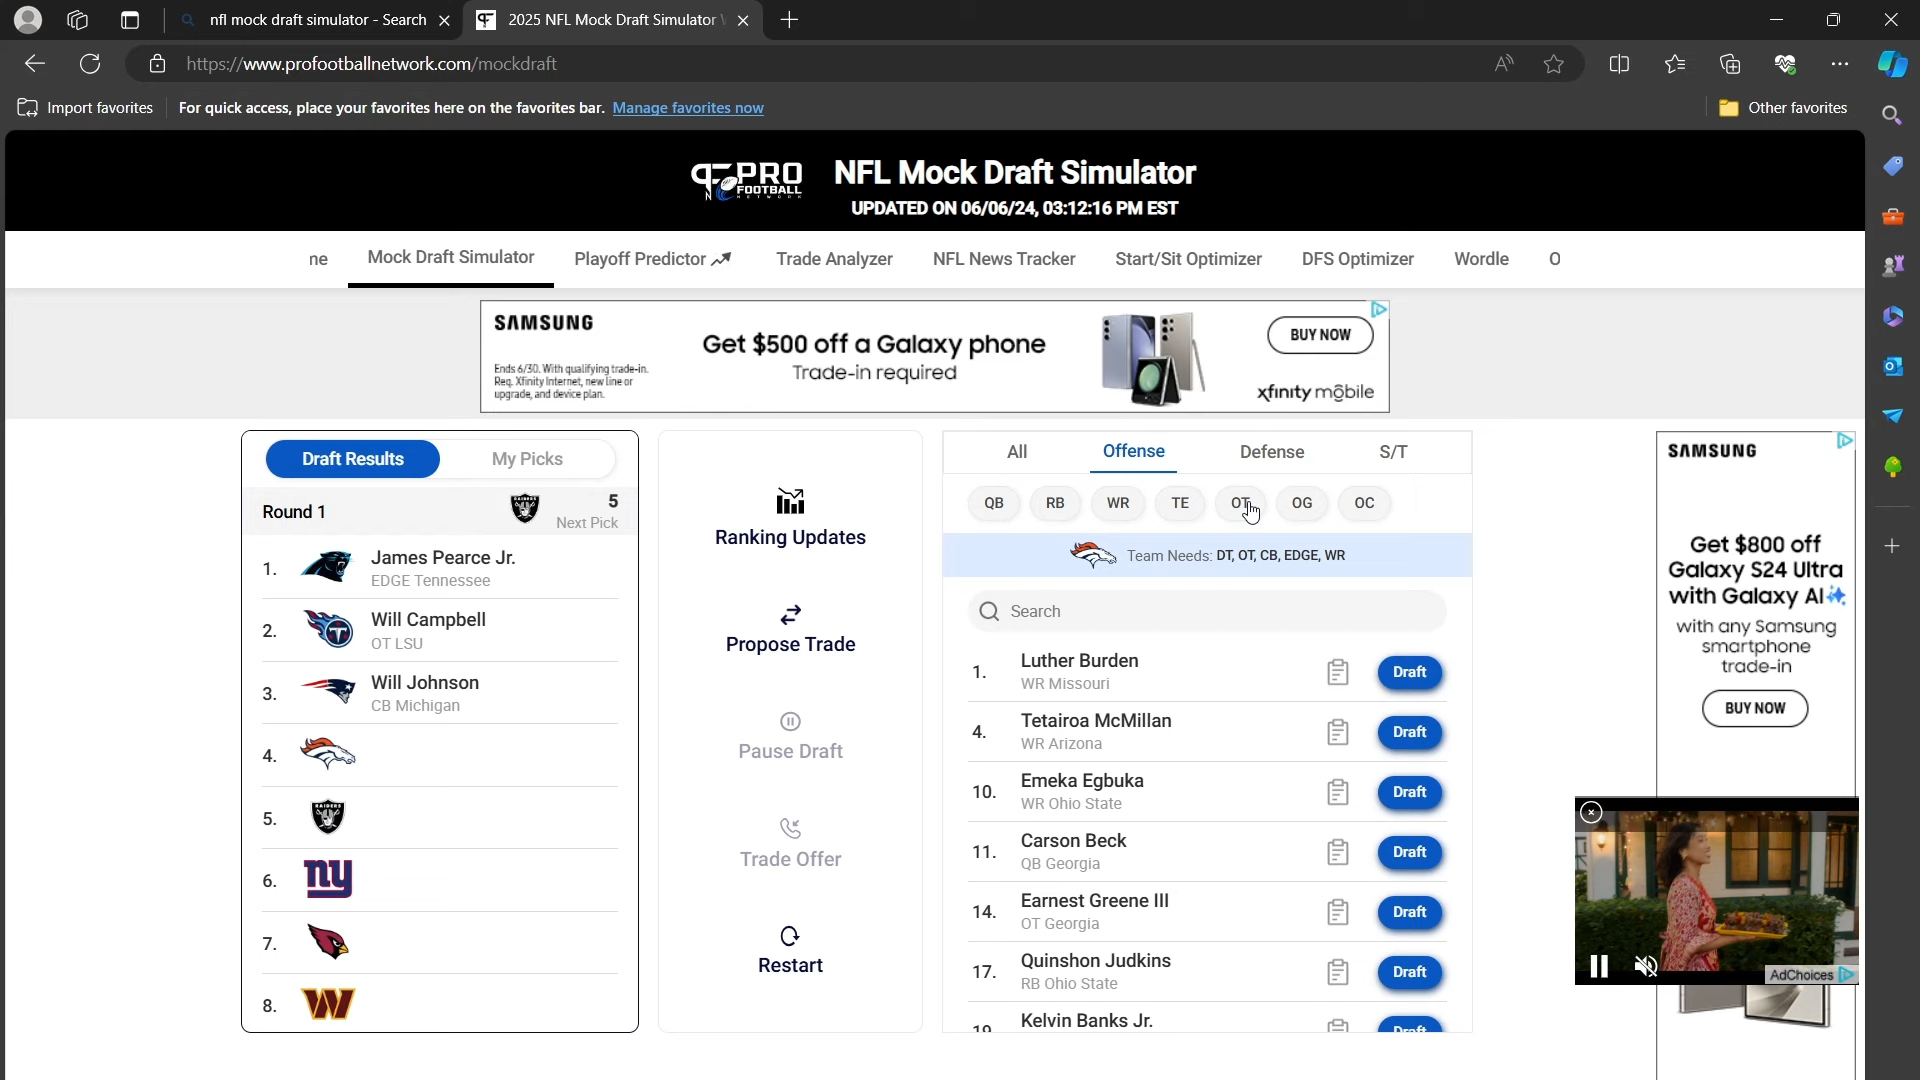 nfl mock draft simulator - Search
2025 NFL Mock Draft Simulator
https://www.profootballnetwork.com/mockdraft
Import favorites
For quick access, place your favorites here on the favorites bar. Manage favorites now
Other favorites
PRO
FOOTBALL
NETWORK
NFL Mock Draft Simulator
UPDATED ON 06/06/24, 03:12:16 PM EST
ne
Mock Draft Simulator
Playoff Predictor
Trade Analyzer
NFL News Tracker
Start/Sit Optimizer
DFS Optimizer
Wordle
O
SAMSUNG
Ends 6/30. With qualifying trade-in.
Req. Xfinity Internet, new line or
upgrade, and device plan.
Get $500 off a Galaxy phone
Trade-in required
BUY NOW
xfinity mobile
Draft Results
My Picks
Round 1
5
Next Pick
1.
James Pearce Jr.
EDGE Tennessee
2.
Will Campbell
OT LSU
3.
Will Johnson
CB Michigan
4.
5.
RAIDERS
6.
ny
7.
8.
Ranking Updates
Propose Trade
Pause Draft
Trade Offer
Restart
All
Offense
Defense
S/T
QB
RB
WR
TE
OT
OG
OC
Team Needs: DT, OT, CB, EDGE, WR
Search
1.
Luther Burden
WR Missouri
Draft
4.
Tetairoa McMillan
WR Arizona
Draft
10.
Emeka Egbuka
WR Ohio State
Draft
11.
Carson Beck
QB Georgia
Draft
14.
Earnest Greene III
OT Georgia
Draft
17.
Quinshon Judkins
RB Ohio State
Draft
19
Kelvin Banks Jr.
Draft
SAMSUNG
Get $800 off
Galaxy S24 Ultra
with Galaxy AI
with any Samsung
smartphone
trade-in
BUY NOW
AdChoices